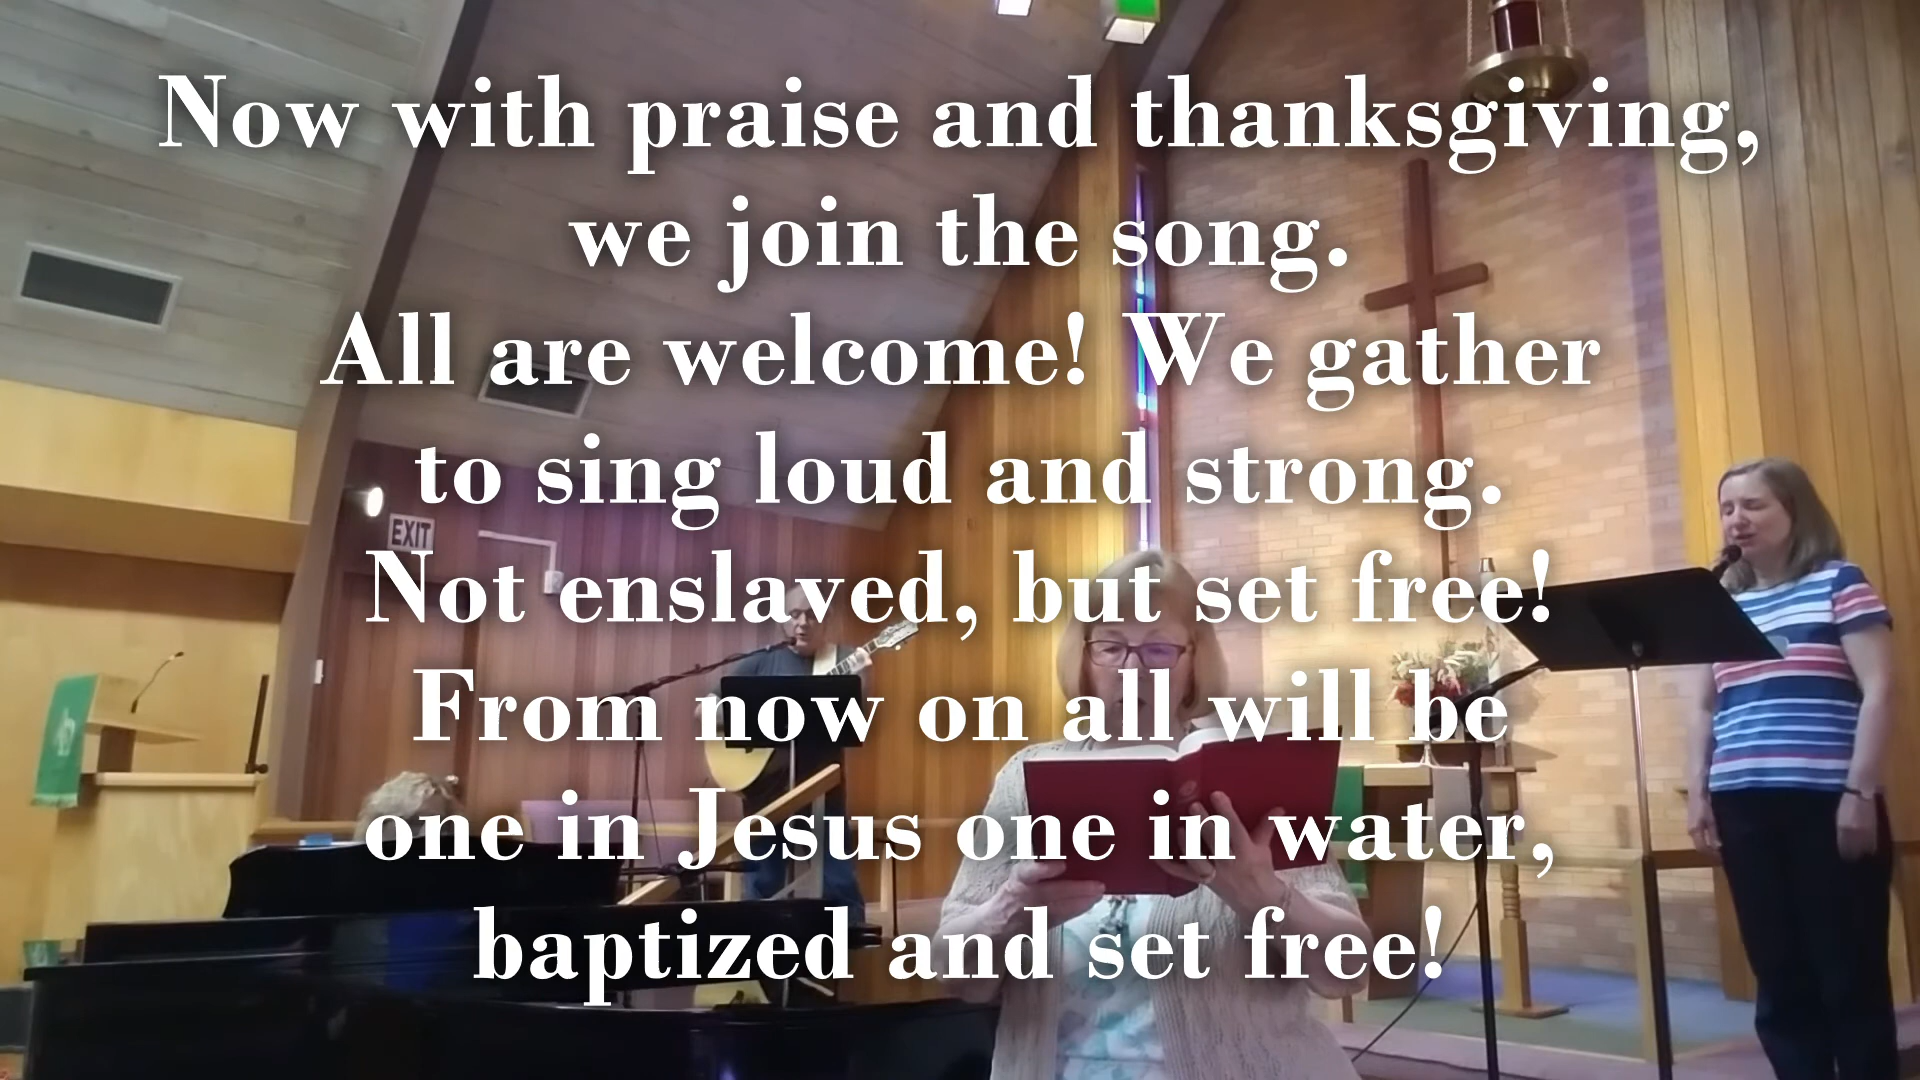 Now with praise and thanksgiving,
we join the song.
All are welcome! We gather
to sing loud and strong.
Not enslaved, but set free!
From now on all will be
one in Jesus one in water,
baptized and set free!
EXIT